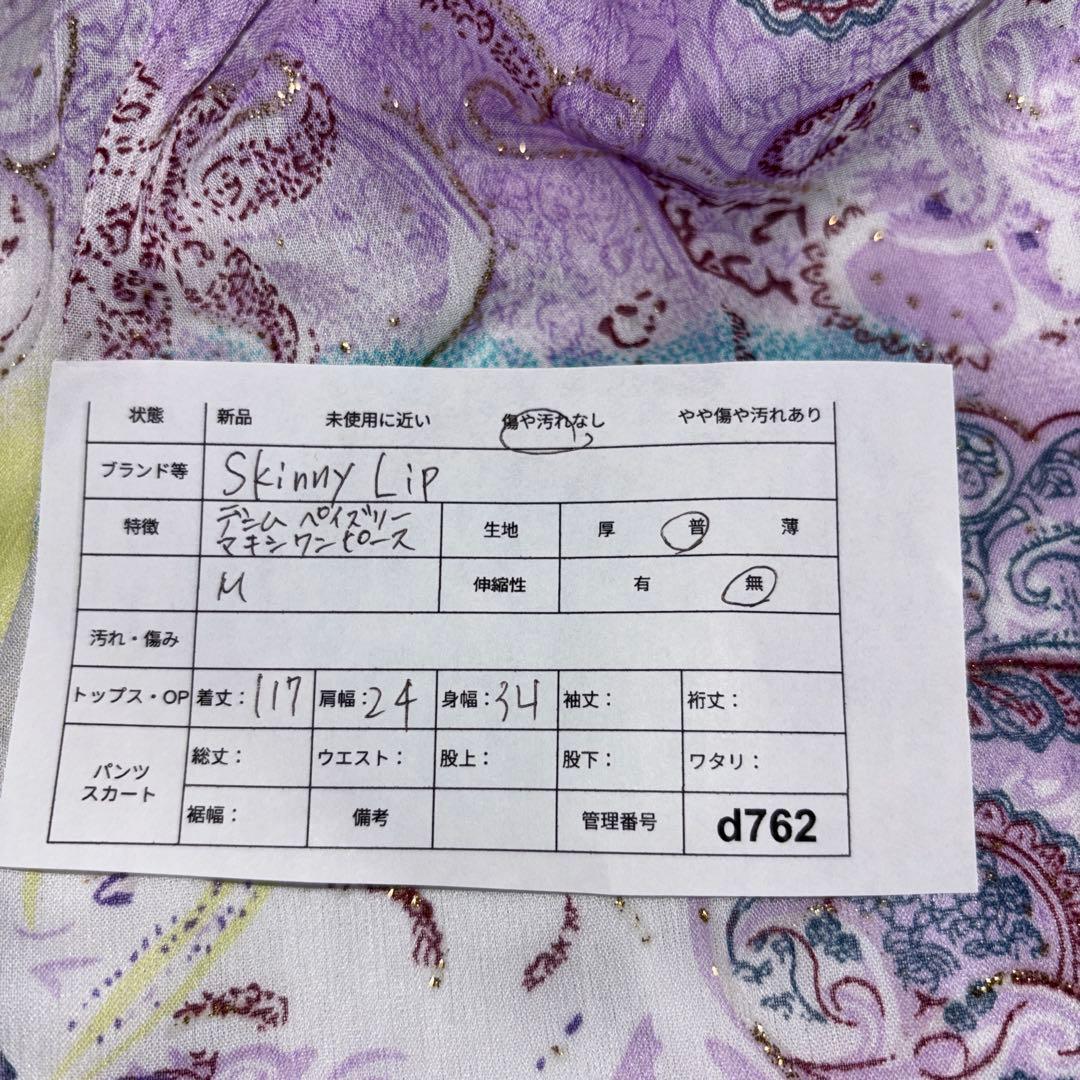 状態 新品 未使用に近い 傷や汚れなし やや傷や汚れあり
ブランド等 Skinny Lip
特徴 デニム ペイズリー 生地 厚 普 薄
マキシワンピース
M 伸縮性 有 無
汚れ・傷み
トップス・OP 着丈：117 肩幅：24 身幅：34 袖丈： 裄丈：
パンツ スカート 総丈： ウエスト： 股上： 股下： ワタリ：
裾幅： 備考 管理番号 d762